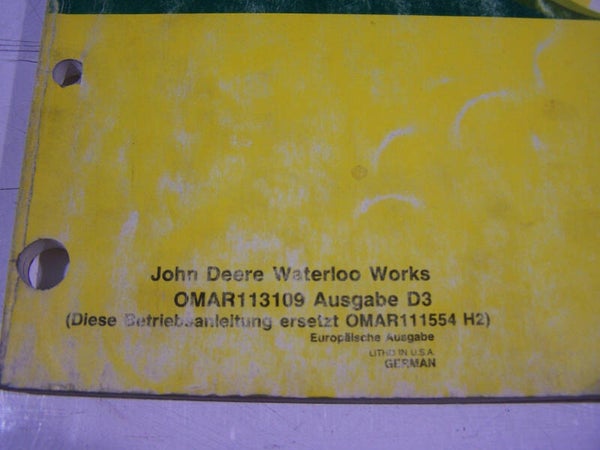 John Deere Waterloo Works
OMAR113109 Ausgabe D3
(Diese Betriebsanleitung ersetzt OMAR111554 H2)
Europäische Ausgabe
LITHO IN U.S.A.
GERMAN